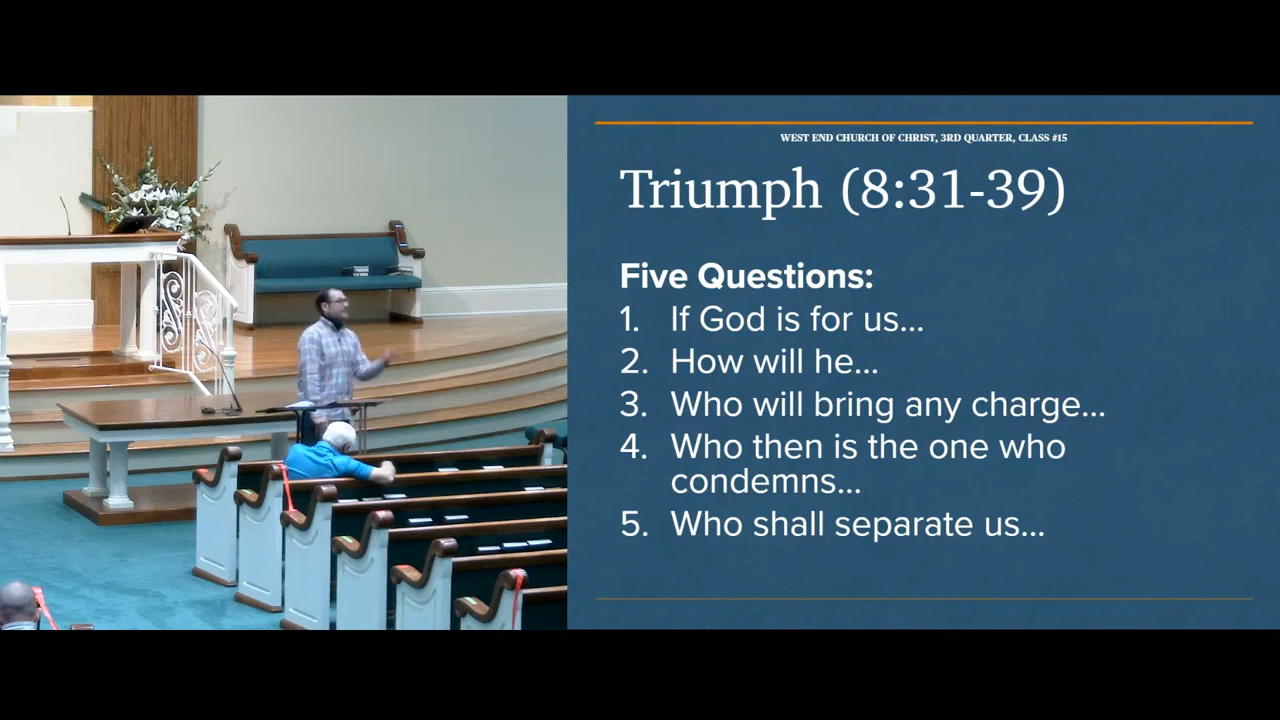 WEST END CHURCH OF CHRIST, 3RD QUARTER, CLASS #15
Triumph (8:31-39)
Five Questions:
1. If God is for us...
2. How will he...
3. Who will bring any charge...
4. Who then is the one who
condemns...
5. Who shall separate us...